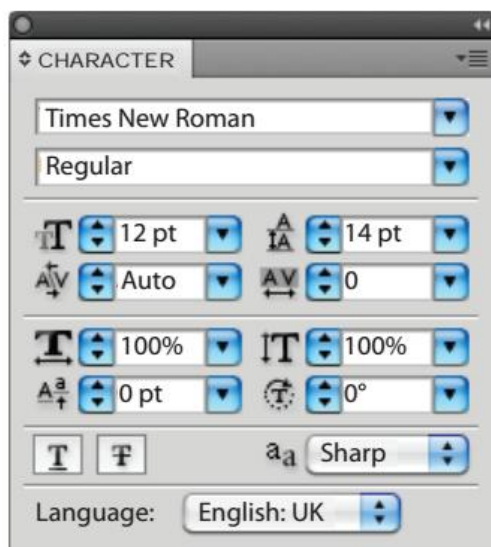 CHARACTER
Times New Roman
Regular
12 pt 14 pt
Auto 0
100% 100%
0 pt 0°
Sharp
Language: English: UK